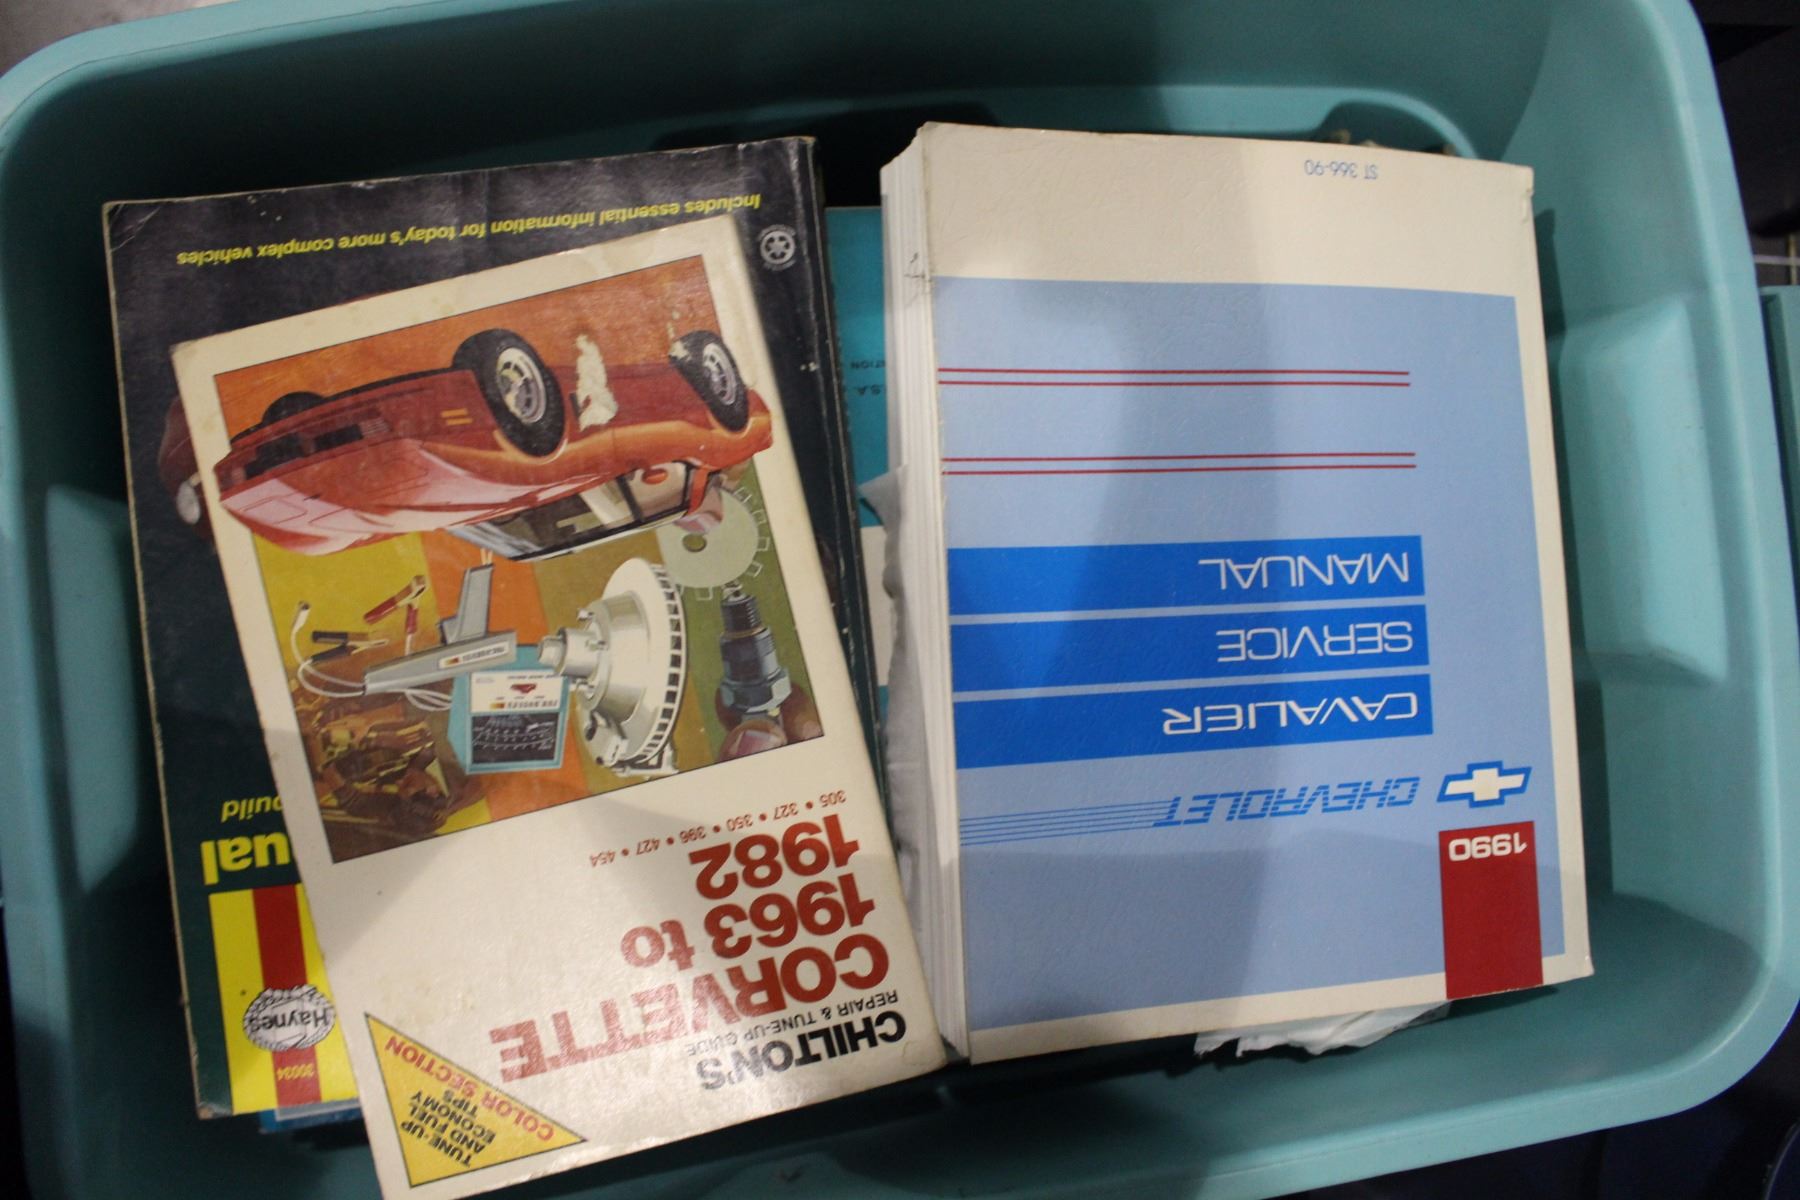 CHILTON'S
REPAIR & TUNE-UP GUIDE
CORVETTE
1963 to
1982
305 • 327 • 350 • 396 • 427 • 454
TUNE-UP
AND FUEL
ECONOMY
TIPS
COLOR SECTION
1990
CHEVROLET
CAVALIER
SERVICE
MANUAL
ST 366-90
30034
Haynes
ual
build
Includes essential information for today's more complex vehicles